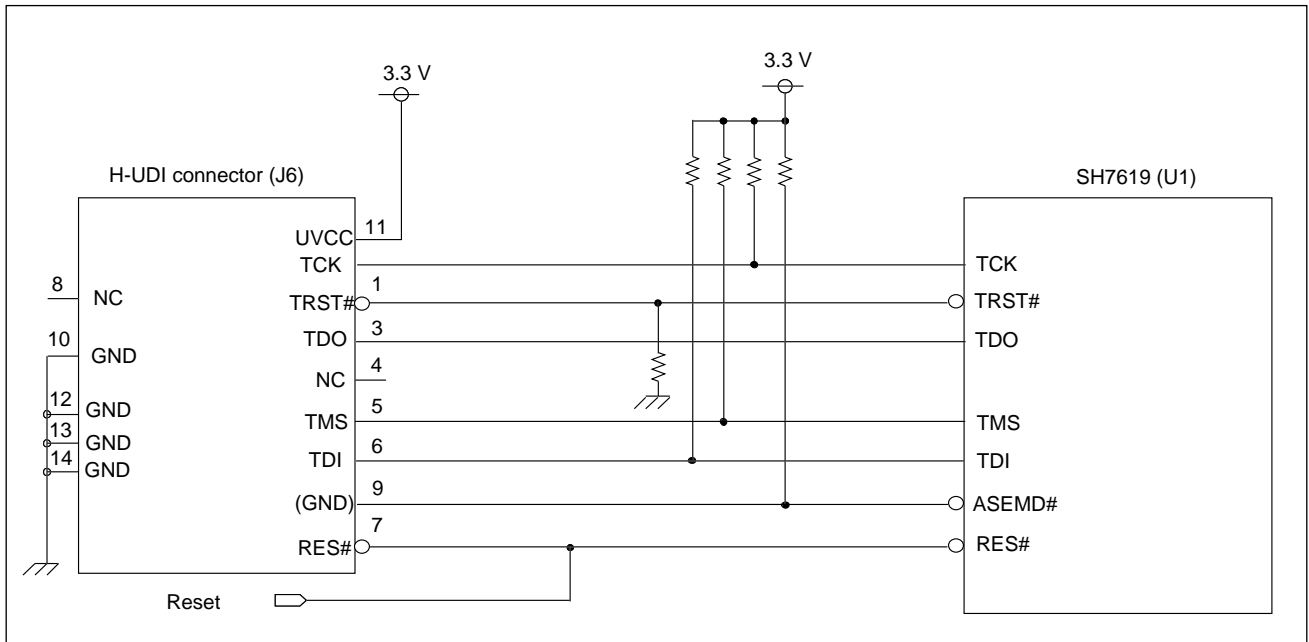 3.3 V
3.3 V
H-UDI connector (J6)
SH7619 (U1)
UVCC 11
TCK
TCK
8 NC
1
TRST#
TRST#
10 GND
TDO 3
TDO
NC 4
12 GND
TMS 5
TMS
13 GND
14 GND
TDI 6
TDI
(GND) 9
ASEMD#
RES# 7
RES#
Reset